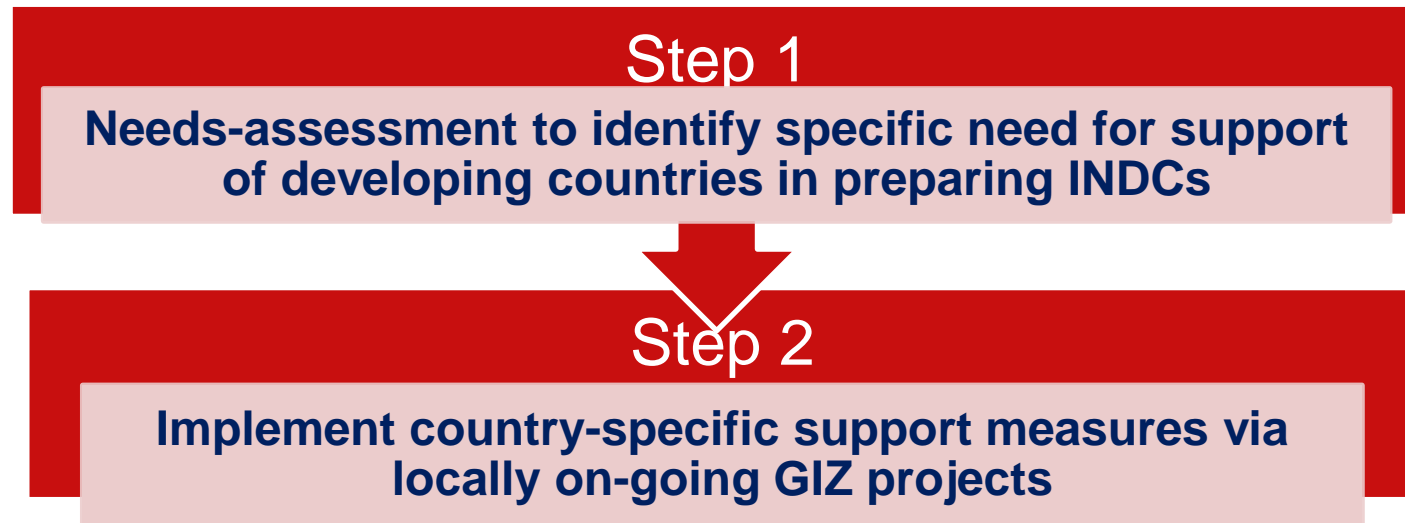 Step 1
Needs-assessment to identify specific need for support
of developing countries in preparing INDCs
Step 2
Implement country-specific support measures via
locally on-going GIZ projects